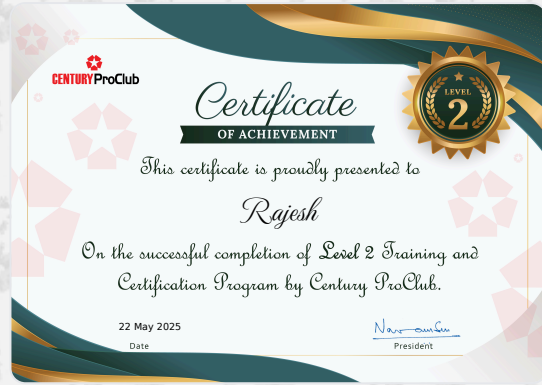 CENTURY ProClub
Certificate
OF ACHIEVEMENT
LEVEL
2
This certificate is proudly presented to
Rajesh
On the successful completion of Level 2 Training and
Certification Program by Century ProClub.
22 May 2025
Date
President